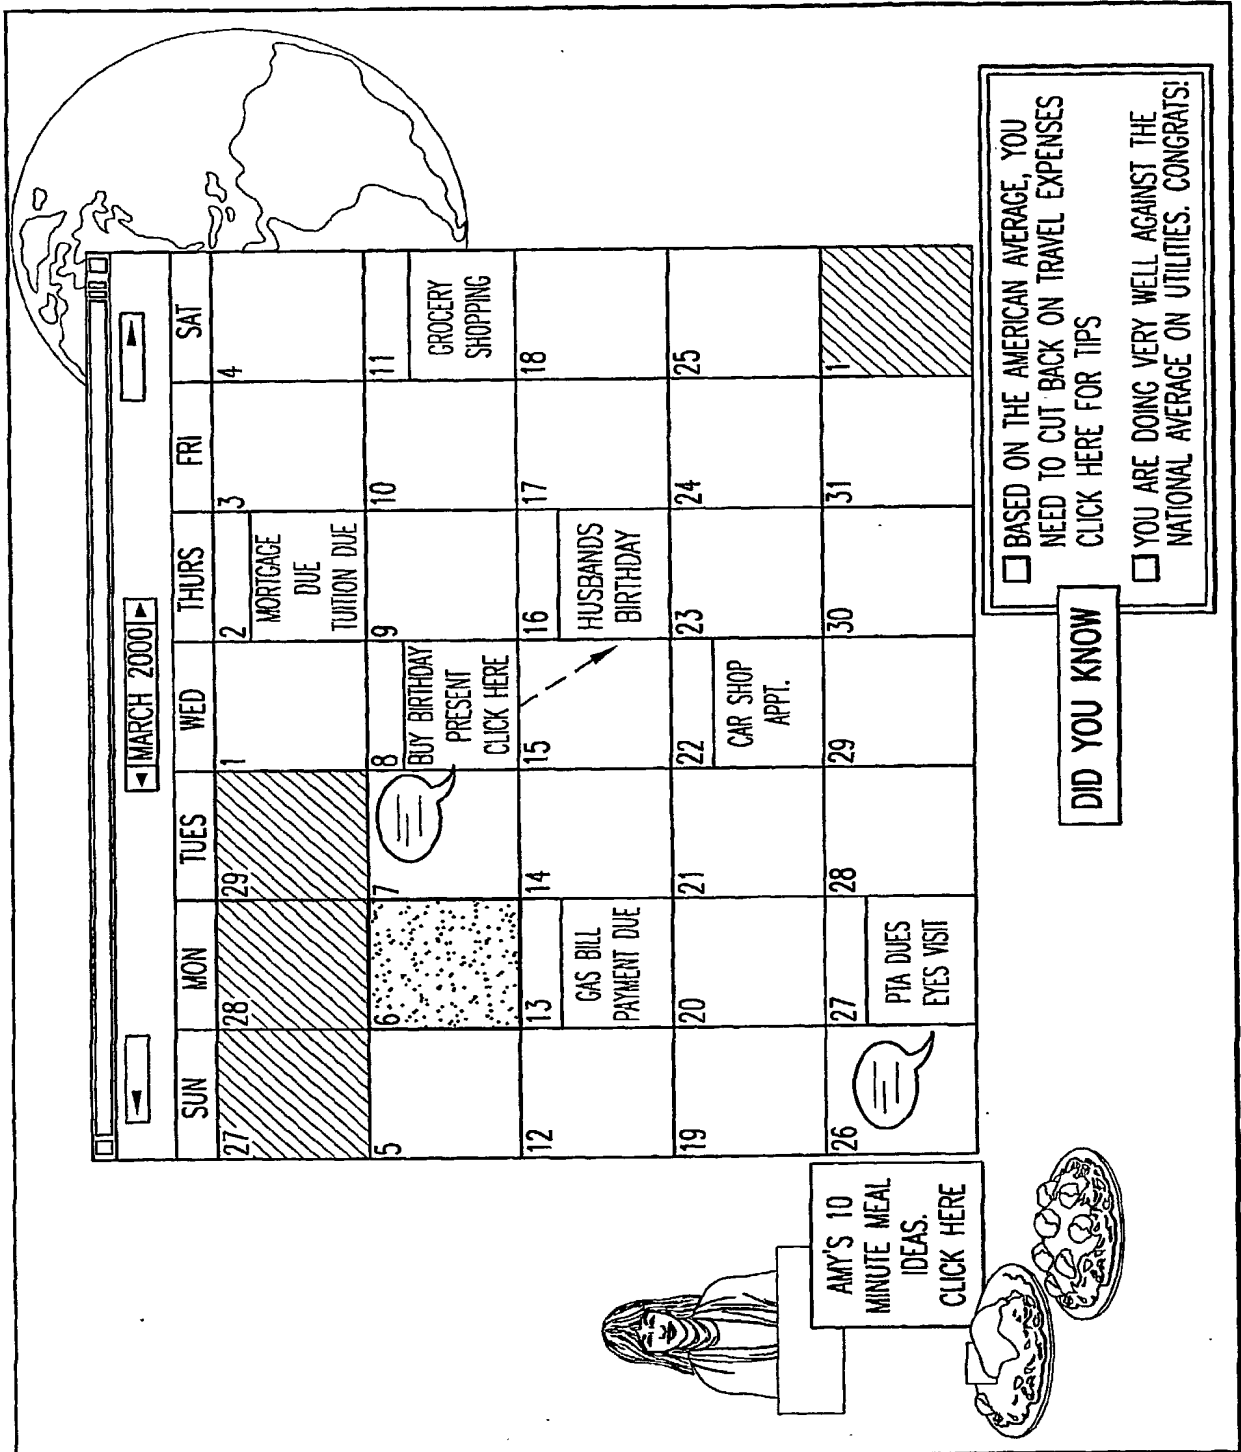 MARCH 2000
SUN MON TUES WED THURS FRI SAT
27 28 29 1 2 3 4
MORTGAGE
DUE
TUITION DUE
5 6 7 8 9 10 11
BUY BIRTHDAY
PRESENT
CLICK HERE
GROCERY
SHOPPING
12 13 14 15 16 17 18
GAS BILL
PAYMENT DUE
HUSBANDS
BIRTHDAY
19 20 21 22 23 24 25
CAR SHOP
APPT.
26 27 28 29 30 31 1
PTA DUES
EYES VISIT
AMY'S 10
MINUTE MEAL
IDEAS.
CLICK HERE
DID YOU KNOW
BASED ON THE AMERICAN AVERAGE, YOU
NEED TO CUT BACK ON TRAVEL EXPENSES
CLICK HERE FOR TIPS
YOU ARE DOING VERY WELL AGAINST THE
NATIONAL AVERAGE ON UTILITIES. CONGRATS!